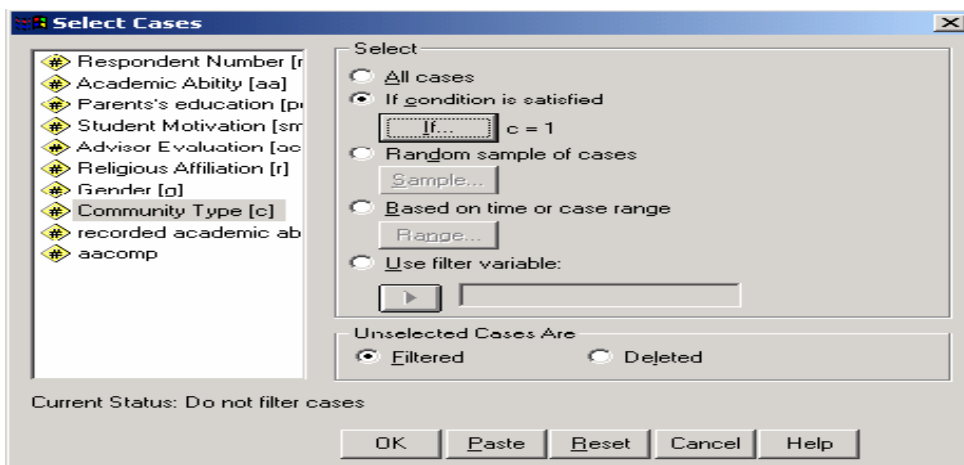 Select Cases
Respondent Number [r
Academic Abitity [aa]
Parents's education [p
Student Motivation [sm
Advisor Evaluation [ac
Religious Affiliation [r]
Gender [g]
Community Type [c]
recorded academic ab
aacomp
Select
All cases
If condition is satisfied
If... c = 1
Random sample of cases
Sample...
Based on time or case range
Range...
Use filter variable:
Unselected Cases Are
Filtered Deleted
Current Status: Do not filter cases
OK Paste Reset Cancel Help